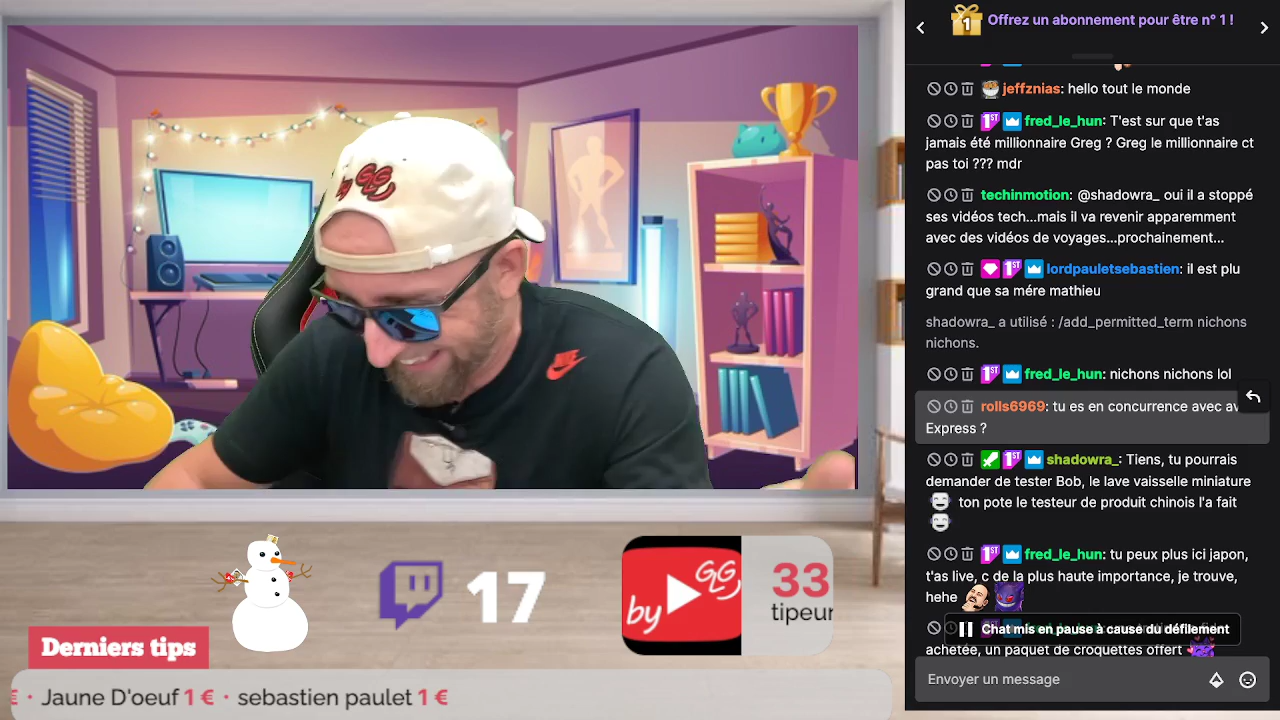 Offrez un abonnement pour être n° 1 !
1
jeffznias: hello tout le monde
fred_le_hun: T'est sur que t'as
jamais été millionnaire Greg ? Greg le millionnaire ct
pas toi ??? mdr
techinmotion: @shadowra_ oui il a stoppé
ses vidéos tech...mais il va revenir apparemment
avec des vidéos de voyages...prochainement...
lordpauletsebastien: il est plu
grand que sa mére mathieu
shadowra_ a utilisé : /add_permitted_term nichons
nichons.
fred_le_hun: nichons nichons lol
rolls6969: tu es en concurrence avec av
Express ?
shadowra_: Tiens, tu pourrais
demander de tester Bob, le lave vaisselle miniature
ton pote le testeur de produit chinois l'a fait
fred_le_hun: tu peux plus ici japon,
t'as live, c de la plus haute importance, je trouve,
hehe
Chat mis en pause à cause du défilement
achetée, un paquet de croquettes offert
Envoyer un message
by GG
17
by GG
33
tipeur
Derniers tips
€ · Jaune D'oeuf 1 € · sebastien paulet 1 €